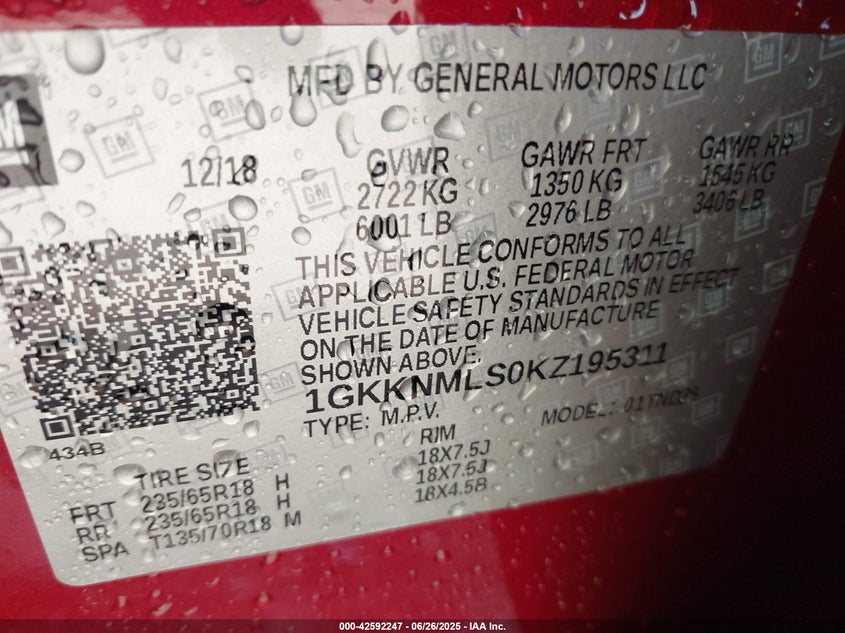 MFD BY GENERAL MOTORS LLC
12/18 GVWR GAWR FRT GAWR RR
2722 KG 1350 KG 1545 KG
6001 LB 2976 LB 3406 LB
THIS VEHICLE CONFORMS TO ALL
APPLICABLE U.S. FEDERAL MOTOR
VEHICLE SAFETY STANDARDS IN EFFECT
ON THE DATE OF MANUFACTURE
SHOWN ABOVE.
1GKKNMLS0KZ195311
TYPE: M.P.V. MODEL:
434B
TIRE SIZE RIM
FRT 235/65R18 H 18X7.5J
RR 235/65R18 H 18X7.5J
SPA T135/70R18 M 18X4.5B
GM
000-42592247 - 06/26/2025 - IAA Inc.